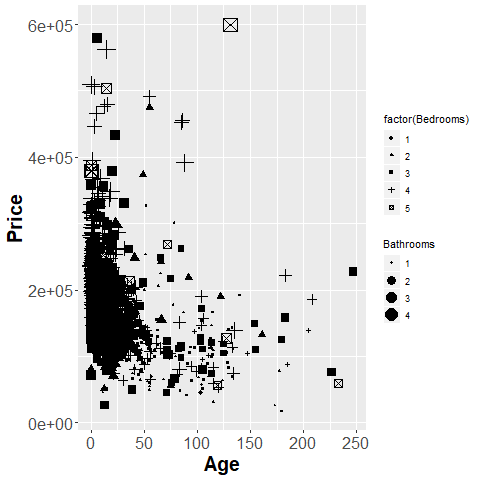 6e+05
4e+05
2e+05
0e+00
Price
0
50
100
150
200
250
Age
factor(Bedrooms)
1
2
3
4
5
Bathrooms
1
2
3
4